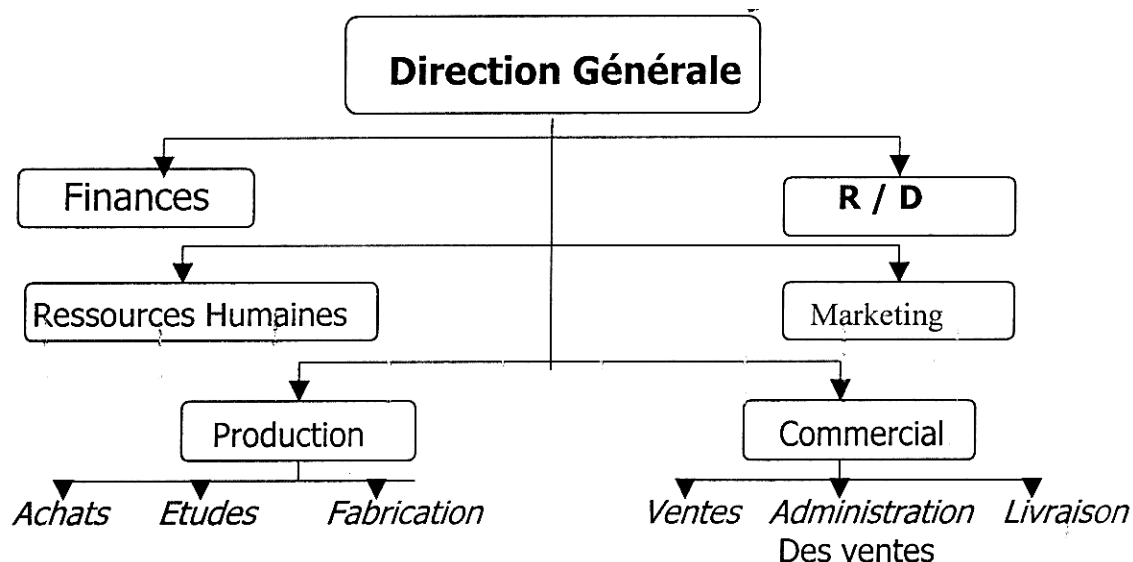 Direction Générale
Finances
R / D
Ressources Humaines
Marketing
Production
Commercial
Achats Etudes Fabrication
Ventes Administration Livraison
Des ventes